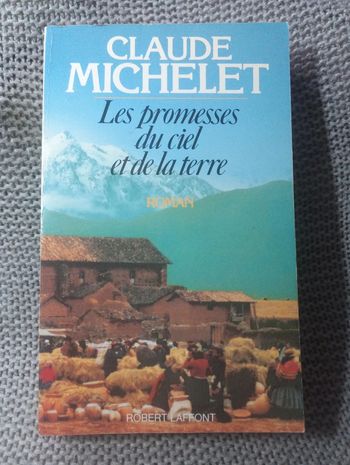 CLAUDE
MICHELET
Les promesses
du ciel
et de la terre
ROMAN
ROBERT LAFFONT